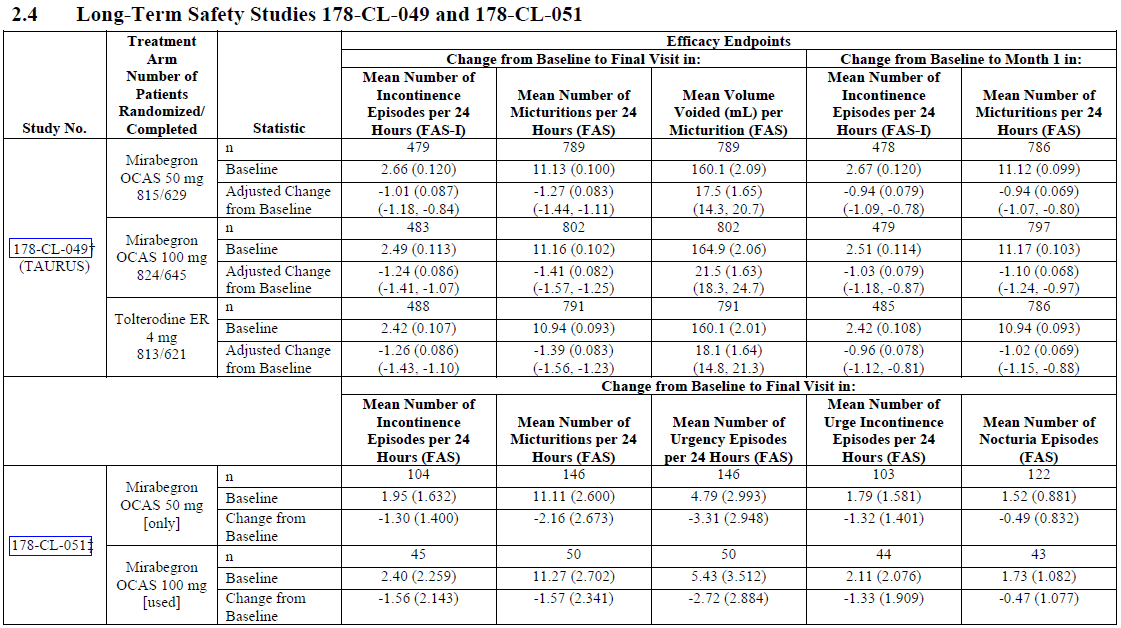 2.4 Long-Term Safety Studies 178-CL-049 and 178-CL-051
Study No.
Treatment
Arm
Number of
Patients
Randomized/
Completed
Statistic
Efficacy Endpoints
Change from Baseline to Final Visit in:
Change from Baseline to Month 1 in:
Mean Number of
Incontinence
Episodes per 24
Hours (FAS-I)
Mean Number of
Micturitions per 24
Hours (FAS)
Mean Volume
Voided (mL) per
Micturition (FAS)
Mean Number of
Incontinence
Episodes per 24
Hours (FAS-I)
Mean Number of
Micturitions per 24
Hours (FAS)
178-CL-049†
(TAURUS)
Mirabegron
OCAS 50 mg
815/629
n 479 789 789 478 786
Baseline 2.66 (0.120) 11.13 (0.100) 160.1 (2.09) 2.67 (0.120) 11.12 (0.099)
Adjusted Change -1.01 (0.087) -1.27 (0.083) 17.5 (1.65) -0.94 (0.079) -0.94 (0.069)
from Baseline (-1.18, -0.84) (-1.44, -1.11) (14.3, 20.7) (-1.09, -0.78) (-1.07, -0.80)
Mirabegron
OCAS 100 mg
824/645
n 483 802 802 479 797
Baseline 2.49 (0.113) 11.16 (0.102) 164.9 (2.06) 2.51 (0.114) 11.17 (0.103)
Adjusted Change -1.24 (0.086) -1.41 (0.082) 21.5 (1.63) -1.03 (0.079) -1.10 (0.068)
from Baseline (-1.41, -1.07) (-1.57, -1.25) (18.3, 24.7) (-1.18, -0.87) (-1.24, -0.97)
Tolterodine ER
4 mg
813/621
n 488 791 791 485 786
Baseline 2.42 (0.107) 10.94 (0.093) 160.1 (2.01) 2.42 (0.108) 10.94 (0.093)
Adjusted Change -1.26 (0.086) -1.39 (0.083) 18.1 (1.64) -0.96 (0.078) -1.02 (0.069)
from Baseline (-1.43, -1.10) (-1.56, -1.23) (14.8, 21.3) (-1.12, -0.81) (-1.15, -0.88)
Change from Baseline to Final Visit in:
Mean Number of
Incontinence
Episodes per 24
Hours (FAS)
Mean Number of
Micturitions per 24
Hours (FAS)
Mean Number of
Urgency Episodes
per 24 Hours (FAS)
Mean Number of
Urge Incontinence
Episodes per 24
Hours (FAS)
Mean Number of
Nocturia Episodes
(FAS)
178-CL-051‡
Mirabegron
OCAS 50 mg
[only]
n 104 146 146 103 122
Baseline 1.95 (1.632) 11.11 (2.600) 4.79 (2.993) 1.79 (1.581) 1.52 (0.881)
Change from -1.30 (1.400) -2.16 (2.673) -3.31 (2.948) -1.32 (1.401) -0.49 (0.832)
Baseline
Mirabegron
OCAS 100 mg
[used]
n 45 50 50 44 43
Baseline 2.40 (2.259) 11.27 (2.702) 5.43 (3.512) 2.11 (2.076) 1.73 (1.082)
Change from -1.56 (2.143) -1.57 (2.341) -2.72 (2.884) -1.33 (1.909) -0.47 (1.077)
Baseline